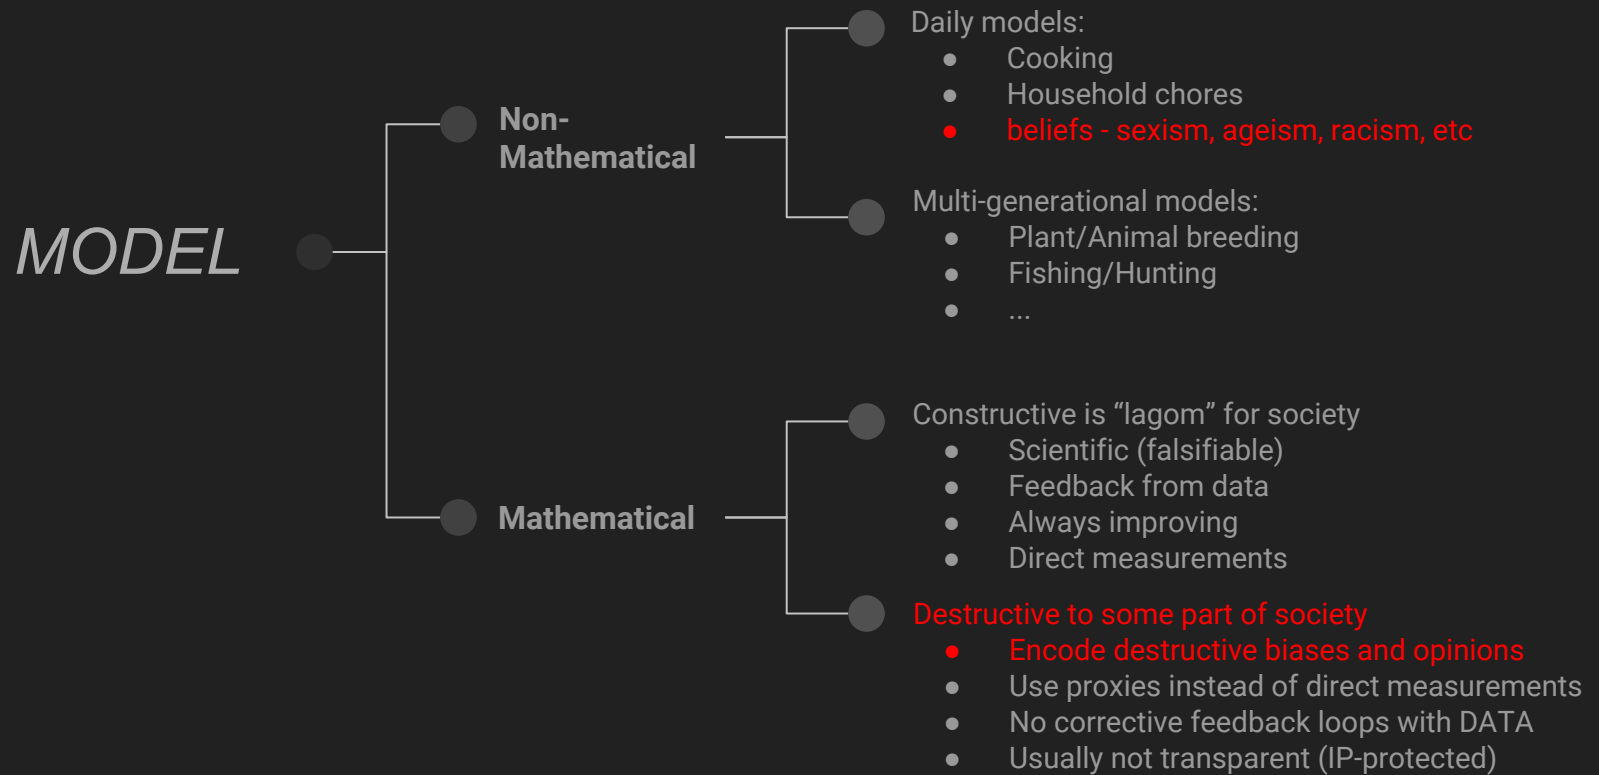 MODEL
Non-
Mathematical
Daily models:
● Cooking
● Household chores
● beliefs - sexism, ageism, racism, etc
Multi-generational models:
● Plant/Animal breeding
● Fishing/Hunting
● ...
Mathematical
Constructive is “lagom” for society
● Scientific (falsifiable)
● Feedback from data
● Always improving
● Direct measurements
Destructive to some part of society
● Encode destructive biases and opinions
● Use proxies instead of direct measurements
● No corrective feedback loops with DATA
● Usually not transparent (IP-protected)